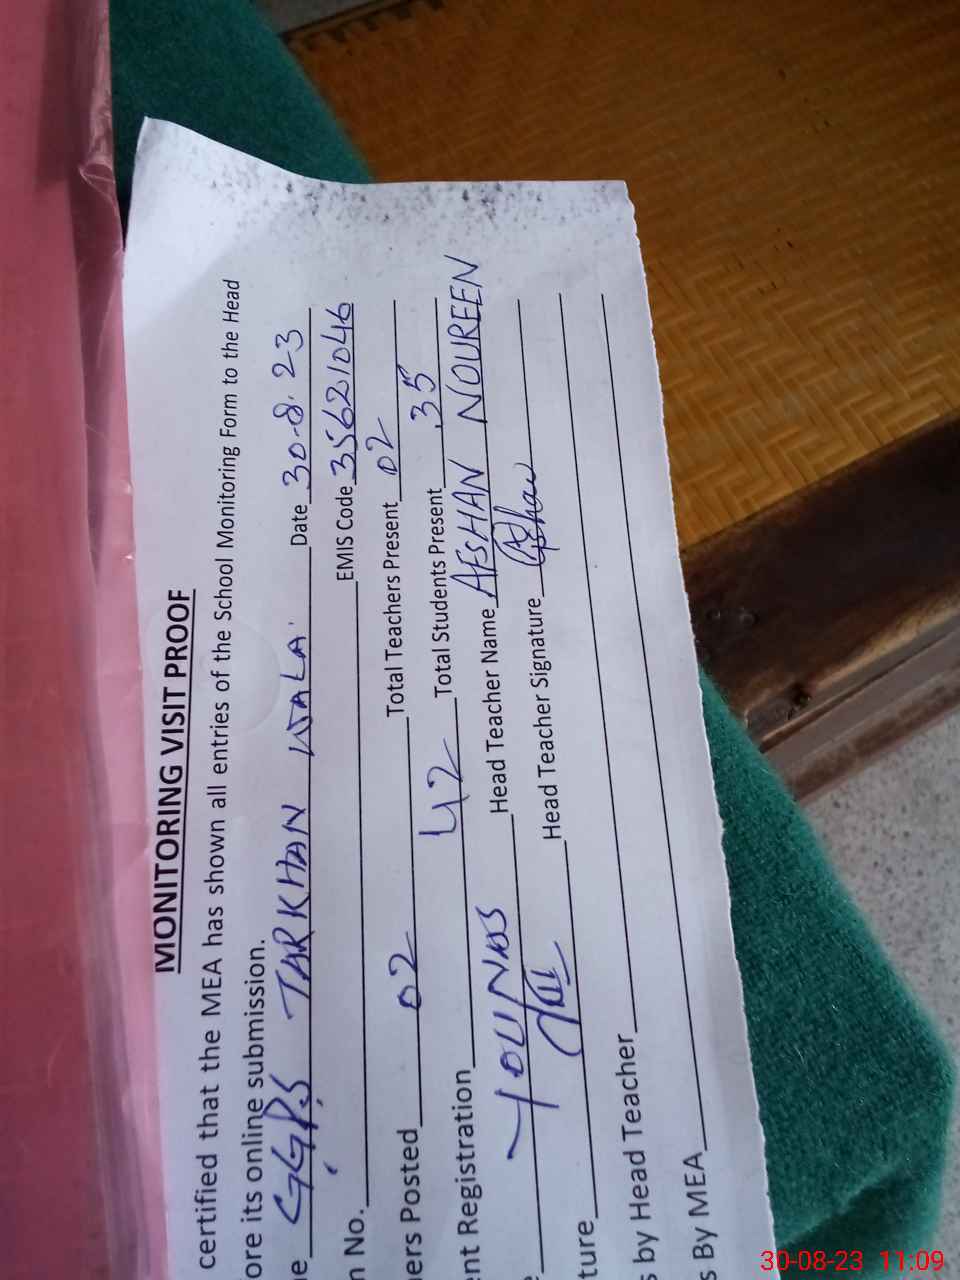 MONITORING VISIT PROOF
certified that the MEA has shown all entries of the School Monitoring Form to the Head
ore its online submission.
e GGPS TARKHAN WALA Date 30-8-23
n No. EMIS Code 35621046
hers Posted 02 Total Teachers Present 02
ent Registration 42 Total Students Present 35
e YOUNAS Head Teacher Name AFSHAN NOUREEN
ture Head Teacher Signature Afshan
s by Head Teacher
s By MEA
30-08-23 11:09